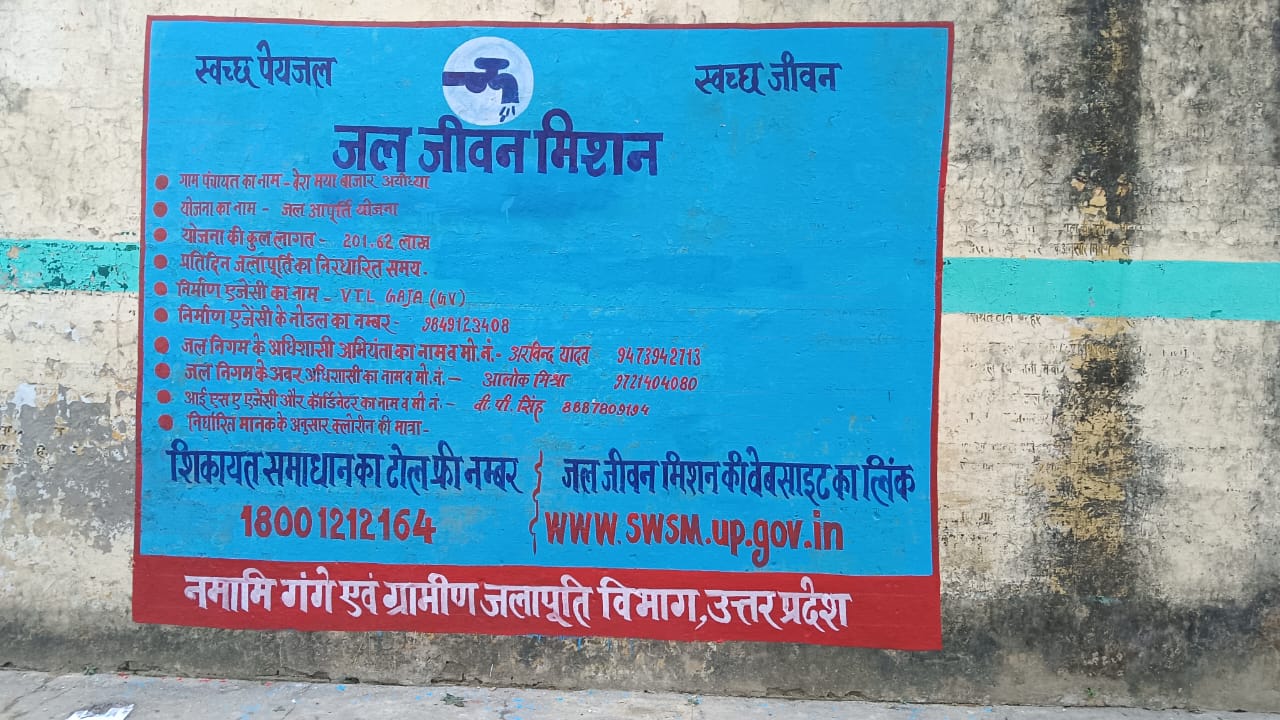 स्वच्छ पेयजल
स्वच्छ जीवन
जल जीवन मिशन
ग्राम पंचायत का नाम - बेरा मया बाजार अयोध्या
योजना का नाम - जल आपूर्ति योजना
योजना की कुल लागत - 201.62 लाख
प्रतिदिन जलापूर्ति का निरधारित समय.
निर्माण एजेंसी का नाम - VTL GAJA (GV)
निर्माण एजेंसी के नोडल का नम्बर - 9849123408
जल निगम के अधिशासी अभियंता का नाम व मो.नं.- अरविन्द यादव 9473942713
जल निगम के अवर अधिशासी का नाम व मो.नं.- आलोक मिश्रा 9721404080
आई एस ए एजेंसी और कॉर्डिनेटर का नाम व मो नं. - वी.पी. सिंह 8887809194
निर्धारित मानक के अनुसार क्लोरीन की मात्रा -
शिकायत समाधान का टोल फ्री नम्बर
18001212164
जल जीवन मिशन की वेबसाइट का लिंक
www.swsm.up.gov.in
नमामि गंगे एवं ग्रामीण जलापूर्ति विभाग, उत्तर प्रदेश